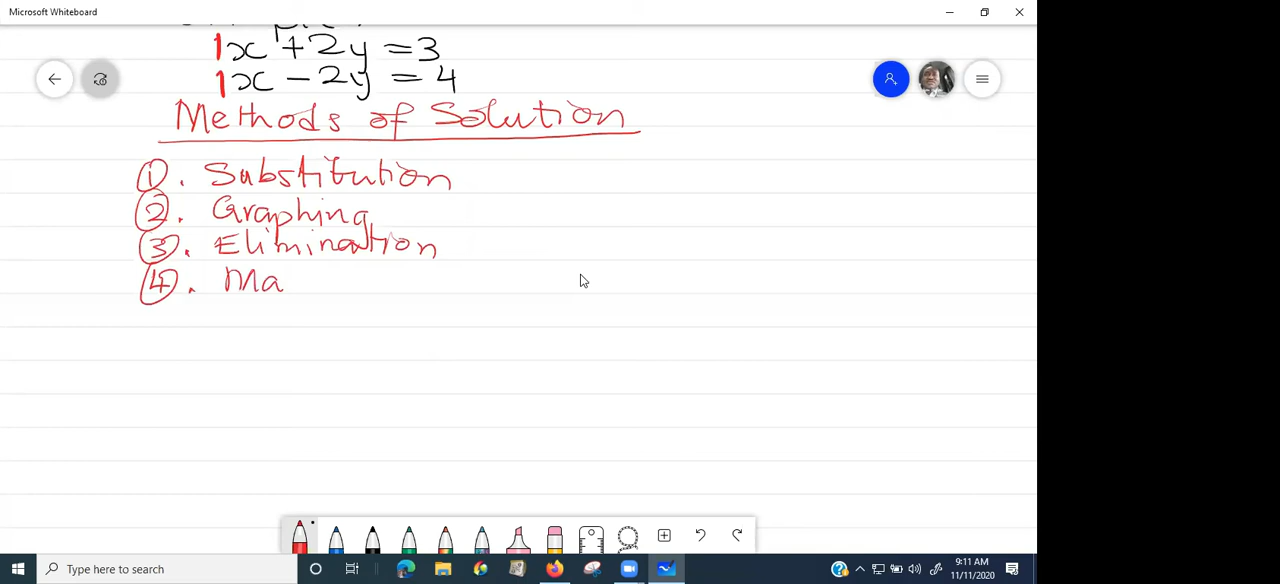 Microsoft Whiteboard
1x + 2y = 3
1x - 2y = 4
Methods of Solution
①. Substitution
②. Graphing
③. Elimination
④. Ma
Type here to search
9:11 AM
11/11/2020